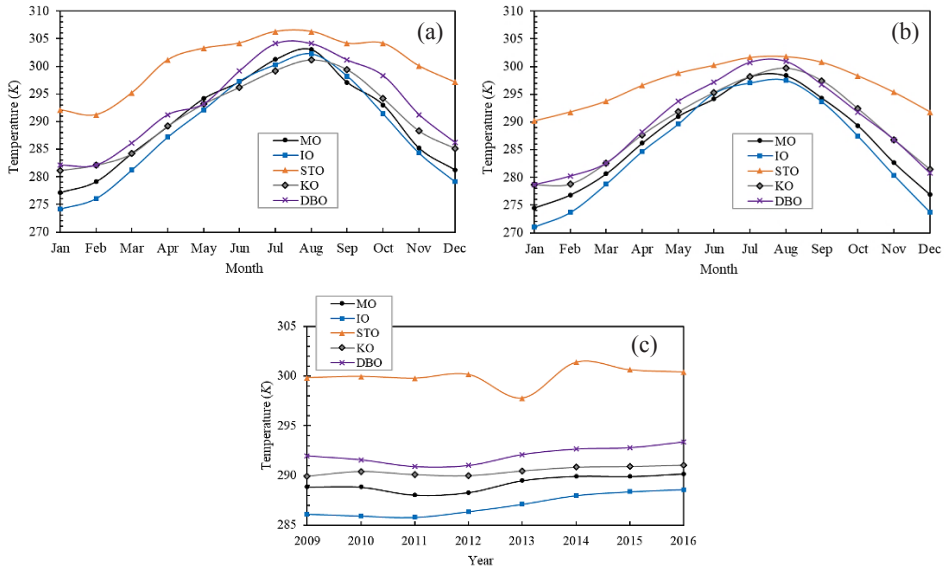 310
305
300
295
290
285
280
275
270
Temperature (K)
(a)
MO
IO
STO
KO
DBO
Jan Feb Mar Apr May Jun Jul Aug Sep Oct Nov Dec
Month
310
305
300
295
290
285
280
275
270
Temperature (K)
(b)
MO
IO
STO
KO
DBO
Jan Feb Mar Apr May Jun Jul Aug Sep Oct Nov Dec
Month
MO
IO
STO
KO
DBO
(c)
305
300
295
290
285
Temperature (K)
2009 2010 2011 2012 2013 2014 2015 2016
Year